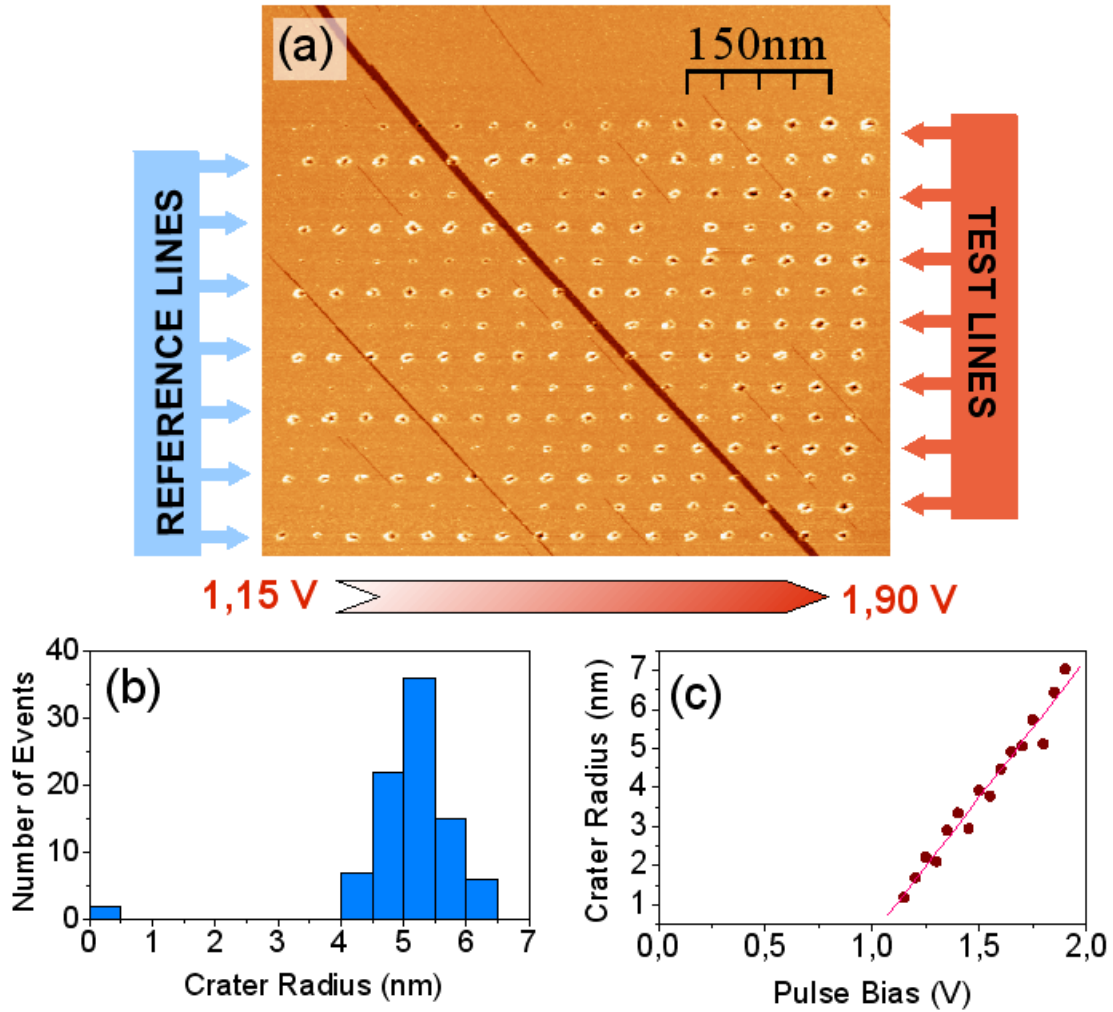 (a)
150nm
REFERENCE LINES
TEST LINES
1,15 V
1,90 V
(b)
Number of Events
40
30
20
10
0
0 1 2 3 4 5 6 7
Crater Radius (nm)
(c)
Crater Radius (nm)
7
6
5
4
3
2
1
0,0 0,5 1,0 1,5 2,0
Pulse Bias (V)